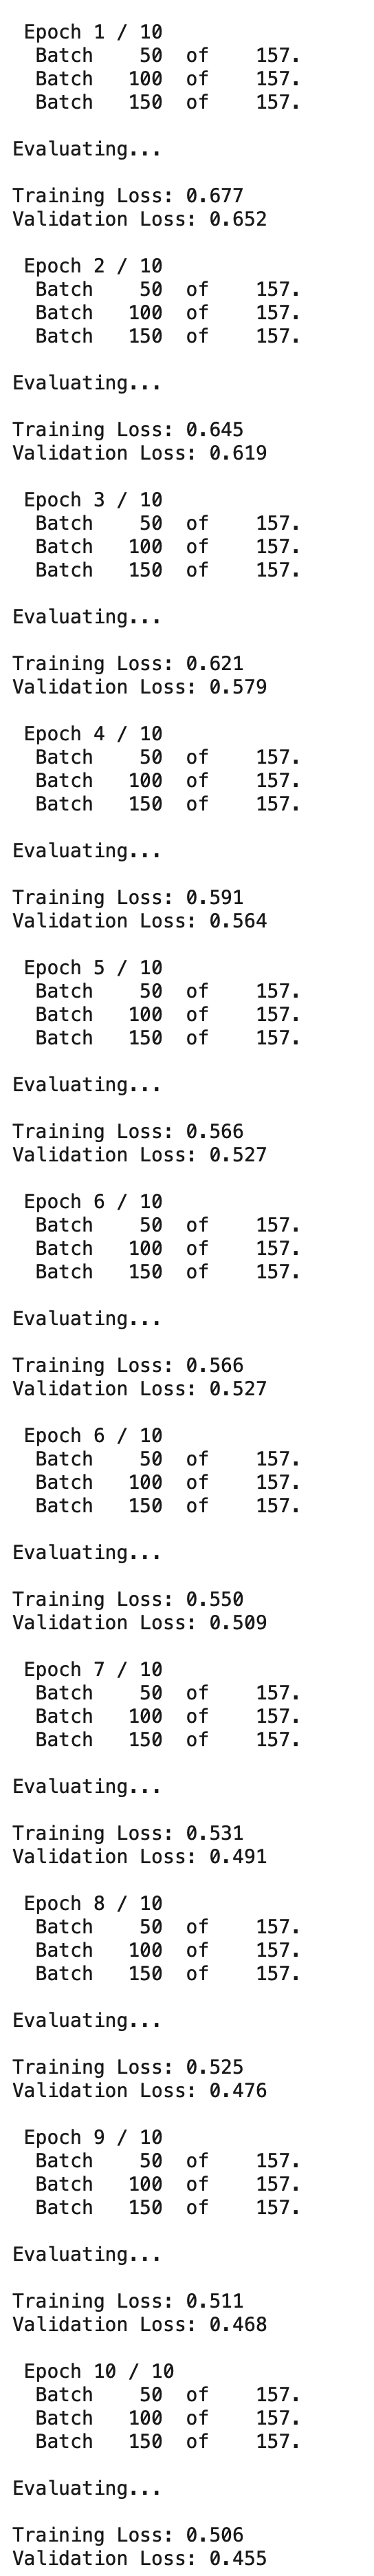 Epoch 1 / 10
Batch 50 of 157.
Batch 100 of 157.
Batch 150 of 157.
Evaluating...
Training Loss: 0.677
Validation Loss: 0.652
Epoch 2 / 10
Batch 50 of 157.
Batch 100 of 157.
Batch 150 of 157.
Evaluating...
Training Loss: 0.645
Validation Loss: 0.619
Epoch 3 / 10
Batch 50 of 157.
Batch 100 of 157.
Batch 150 of 157.
Evaluating...
Training Loss: 0.621
Validation Loss: 0.579
Epoch 4 / 10
Batch 50 of 157.
Batch 100 of 157.
Batch 150 of 157.
Evaluating...
Training Loss: 0.591
Validation Loss: 0.564
Epoch 5 / 10
Batch 50 of 157.
Batch 100 of 157.
Batch 150 of 157.
Evaluating...
Training Loss: 0.566
Validation Loss: 0.527
Epoch 6 / 10
Batch 50 of 157.
Batch 100 of 157.
Batch 150 of 157.
Evaluating...
Training Loss: 0.566
Validation Loss: 0.527
Epoch 6 / 10
Batch 50 of 157.
Batch 100 of 157.
Batch 150 of 157.
Evaluating...
Training Loss: 0.550
Validation Loss: 0.509
Epoch 7 / 10
Batch 50 of 157.
Batch 100 of 157.
Batch 150 of 157.
Evaluating...
Training Loss: 0.531
Validation Loss: 0.491
Epoch 8 / 10
Batch 50 of 157.
Batch 100 of 157.
Batch 150 of 157.
Evaluating...
Training Loss: 0.525
Validation Loss: 0.476
Epoch 9 / 10
Batch 50 of 157.
Batch 100 of 157.
Batch 150 of 157.
Evaluating...
Training Loss: 0.511
Validation Loss: 0.468
Epoch 10 / 10
Batch 50 of 157.
Batch 100 of 157.
Batch 150 of 157.
Evaluating...
Training Loss: 0.506
Validation Loss: 0.455